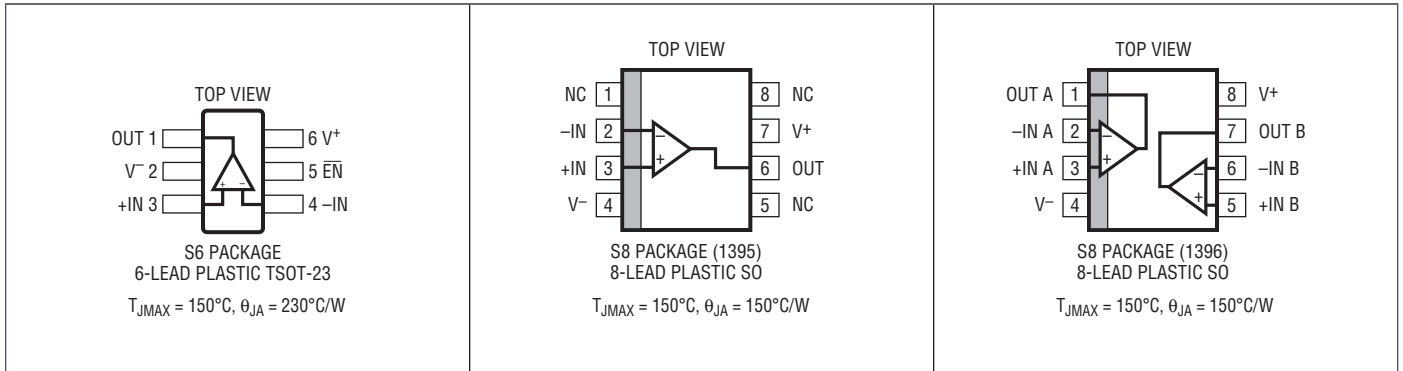 TOP VIEW
OUT 1
6 V+
V– 2
5 E̅N̅
+IN 3
4 –IN
+ –
S6 PACKAGE
6-LEAD PLASTIC TSOT-23
TJMAX = 150°C, θJA = 230°C/W
TOP VIEW
NC 1
8 NC
–IN 2
–
7 V+
+IN 3
+
6 OUT
V– 4
5 NC
S8 PACKAGE (1395)
8-LEAD PLASTIC SO
TJMAX = 150°C, θJA = 150°C/W
TOP VIEW
OUT A 1
8 V+
–IN A 2
–
7 OUT B
+IN A 3
+
–
6 –IN B
V– 4
+
5 +IN B
S8 PACKAGE (1396)
8-LEAD PLASTIC SO
TJMAX = 150°C, θJA = 150°C/W